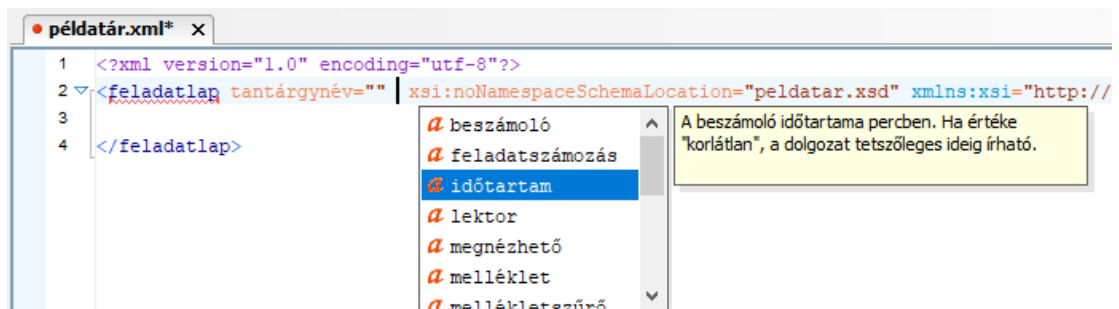 példatár.xml* X
1 <?xml version="1.0" encoding="utf-8"?>
2 <feladatlap tantárgynév="" xsi:noNamespaceSchemaLocation="peldatar.xsd" xmlns:xsi="http://
3
4 </feladatlap>
a beszámoló
a feladatszámozás
a időtartam
a lektor
a megnézhető
a melléklet
a mellékletszűrő
A beszámoló időtartama percben. Ha értéke
"korlátlan", a dolgozat tetszőleges ideig írható.